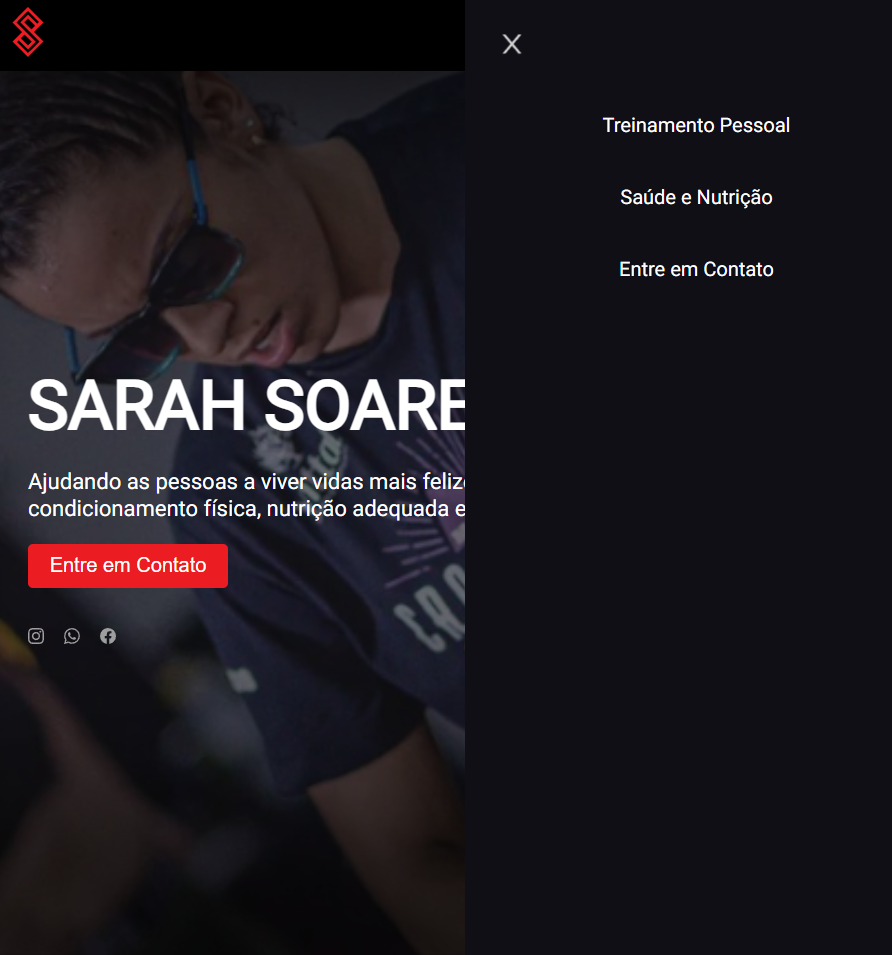 X
Treinamento Pessoal
Saúde e Nutrição
Entre em Contato
SARAH SOARE
Ajudando as pessoas a viver vidas mais felize
condicionamento física, nutrição adequada e
Entre em Contato